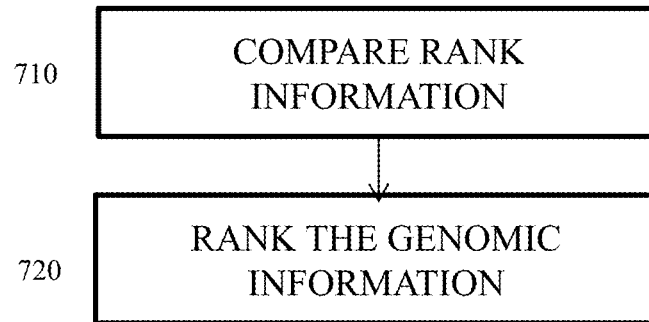 710
COMPARE RANK
INFORMATION
720
RANK THE GENOMIC
INFORMATION